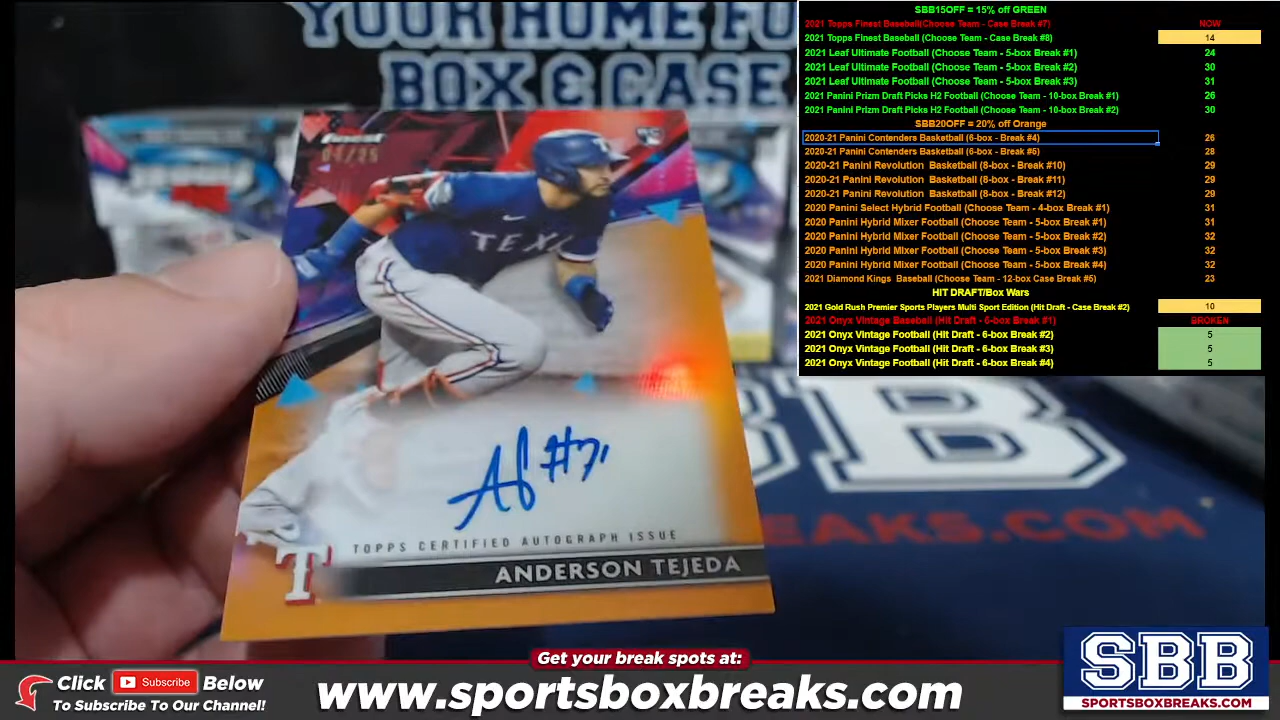 YOUR HOME FO
BOX & CASE
SBB15OFF = 15% off GREEN
2021 Topps Finest Baseball(Choose Team - Case Break #7) NOW
2021 Topps Finest Baseball (Choose Team - Case Break #8) 14
2021 Leaf Ultimate Football (Choose Team - 5-box Break #1) 24
2021 Leaf Ultimate Football (Choose Team - 5-box Break #2) 30
2021 Leaf Ultimate Football (Choose Team - 5-box Break #3) 31
2021 Panini Prizm Draft Picks H2 Football (Choose Team - 10-box Break #1) 26
2021 Panini Prizm Draft Picks H2 Football (Choose Team - 10-box Break #2) 30
SBB20OFF = 20% off Orange
2020-21 Panini Contenders Basketball (6-box - Break #4) 26
2020-21 Panini Contenders Basketball (6-box - Break #5) 28
2020-21 Panini Revolution Basketball (8-box - Break #10) 29
2020-21 Panini Revolution Basketball (8-box - Break #11) 29
2020-21 Panini Revolution Basketball (8-box - Break #12) 29
2020 Panini Select Hybrid Football (Choose Team - 4-box Break #1) 31
2020 Panini Hybrid Mixer Football (Choose Team - 5-box Break #1) 31
2020 Panini Hybrid Mixer Football (Choose Team - 5-box Break #2) 32
2020 Panini Hybrid Mixer Football (Choose Team - 5-box Break #3) 32
2020 Panini Hybrid Mixer Football (Choose Team - 5-box Break #4) 32
2021 Diamond Kings Baseball (Choose Team - 12-box Case Break #5) 23
HIT DRAFT/Box Wars
2021 Gold Rush Premier Sports Players Multi Sport Edition (Hit Draft - Case Break #2) 10
2021 Onyx Vintage Baseball (Hit Draft - 6-box Break #1) BROKEN
2021 Onyx Vintage Football (Hit Draft - 6-box Break #2) 5
2021 Onyx Vintage Football (Hit Draft - 6-box Break #3) 5
2021 Onyx Vintage Football (Hit Draft - 6-box Break #4) 5
RC
T
TEXA
#71
TOPPS CERTIFIED AUTOGRAPH ISSUE
T
ANDERSON TEJEDA
BB
REAKS.COM
Get your break spots at:
Click Subscribe Below
To Subscribe To Our Channel!
www.sportsboxbreaks.com
SBB
SPORTSBOXBREAKS.COM